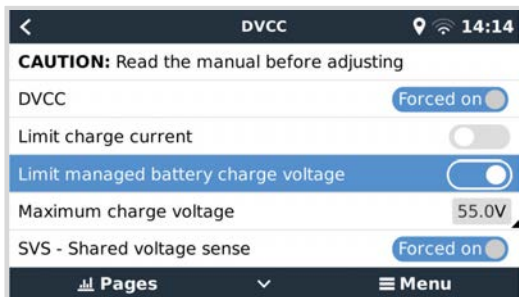 DVCC 14:14
CAUTION: Read the manual before adjusting
DVCC Forced on
Limit charge current
Limit managed battery charge voltage
Maximum charge voltage 55.0V
SVS - Shared voltage sense Forced on
Pages Menu